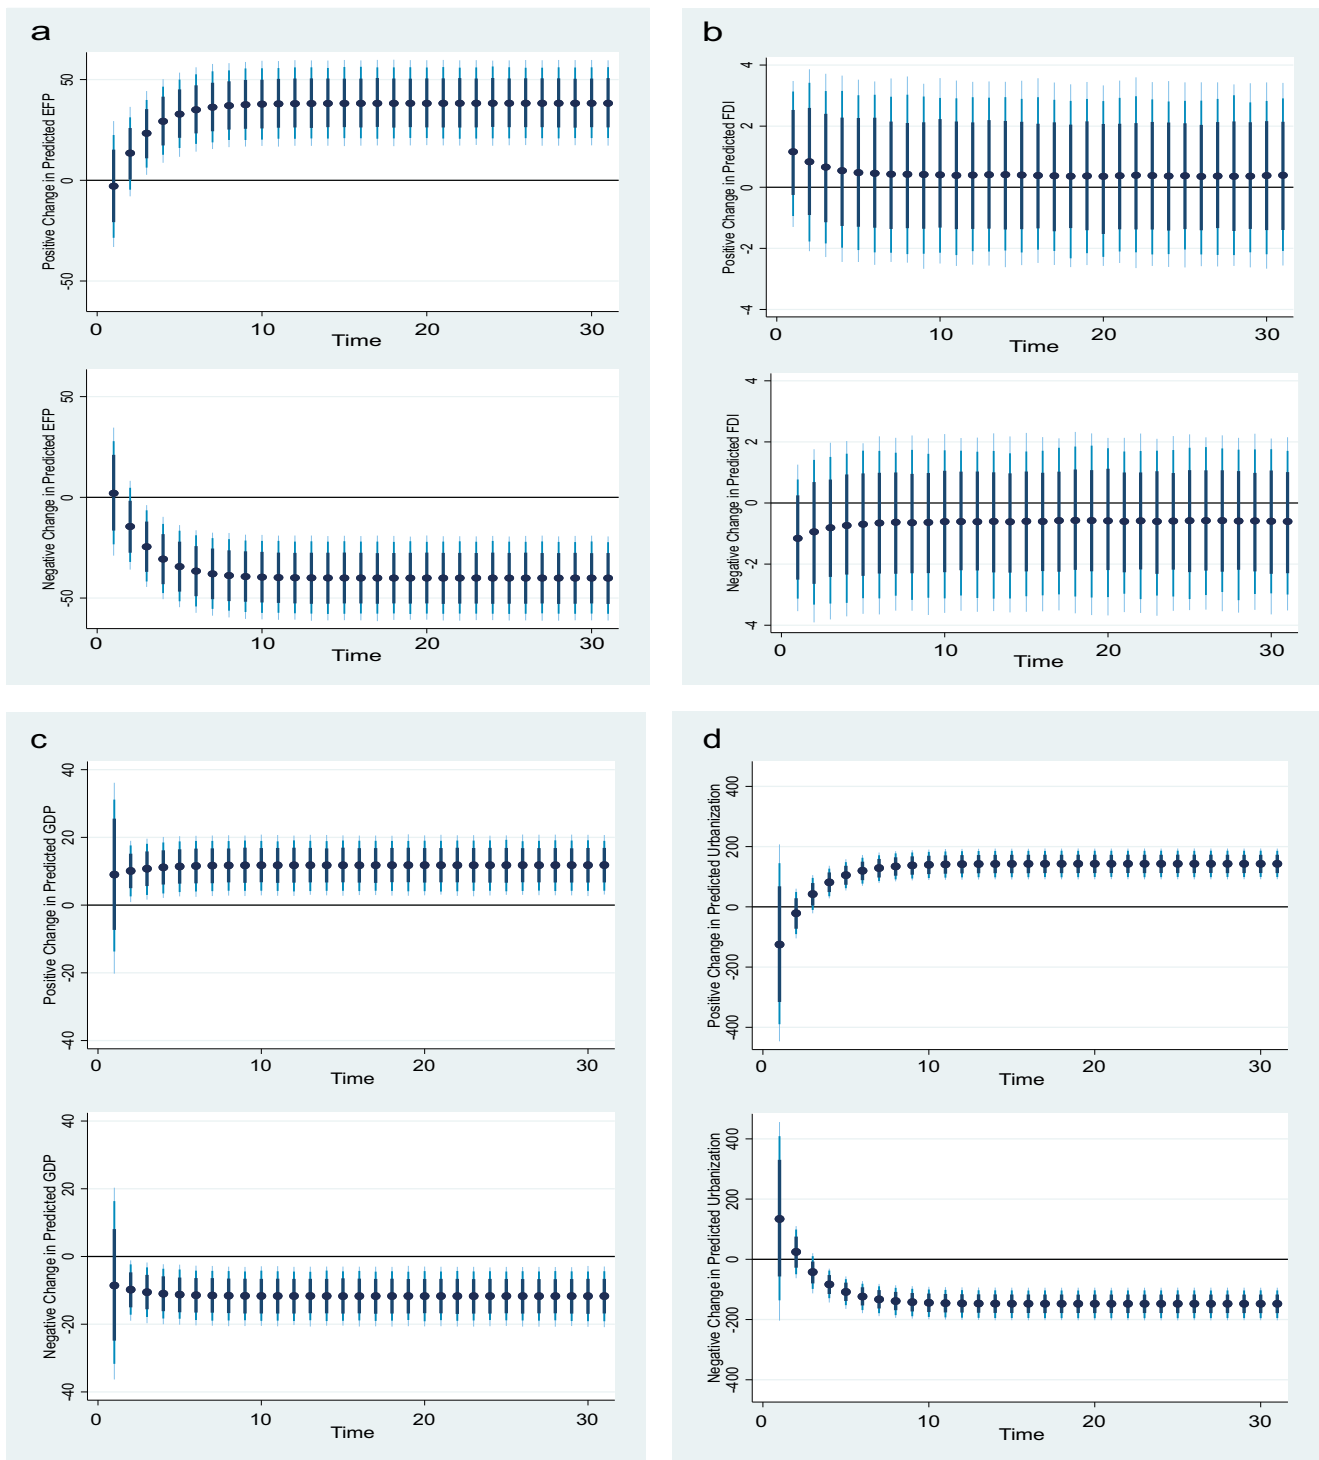 a
Positive Change in Predicted EFP
50
0
-50
0 10 20 30
Time
Negative Change in Predicted EFP
50
0
-50
0 10 20 30
Time
b
Positive Change in Predicted FDI
4
2
0
-2
-4
0 10 20 30
Time
Negative Change in Predicted FDI
4
2
0
-2
-4
0 10 20 30
Time
c
Positive Change in Predicted GDP
40
20
0
-20
-40
0 10 20 30
Time
Negative Change in Predicted GDP
40
20
0
-20
-40
0 10 20 30
Time
d
Positive Change in Predicted Urbanization
400
200
0
-200
-400
0 10 20 30
Time
Negative Change in Predicted Urbanization
400
200
0
-200
-400
0 10 20 30
Time